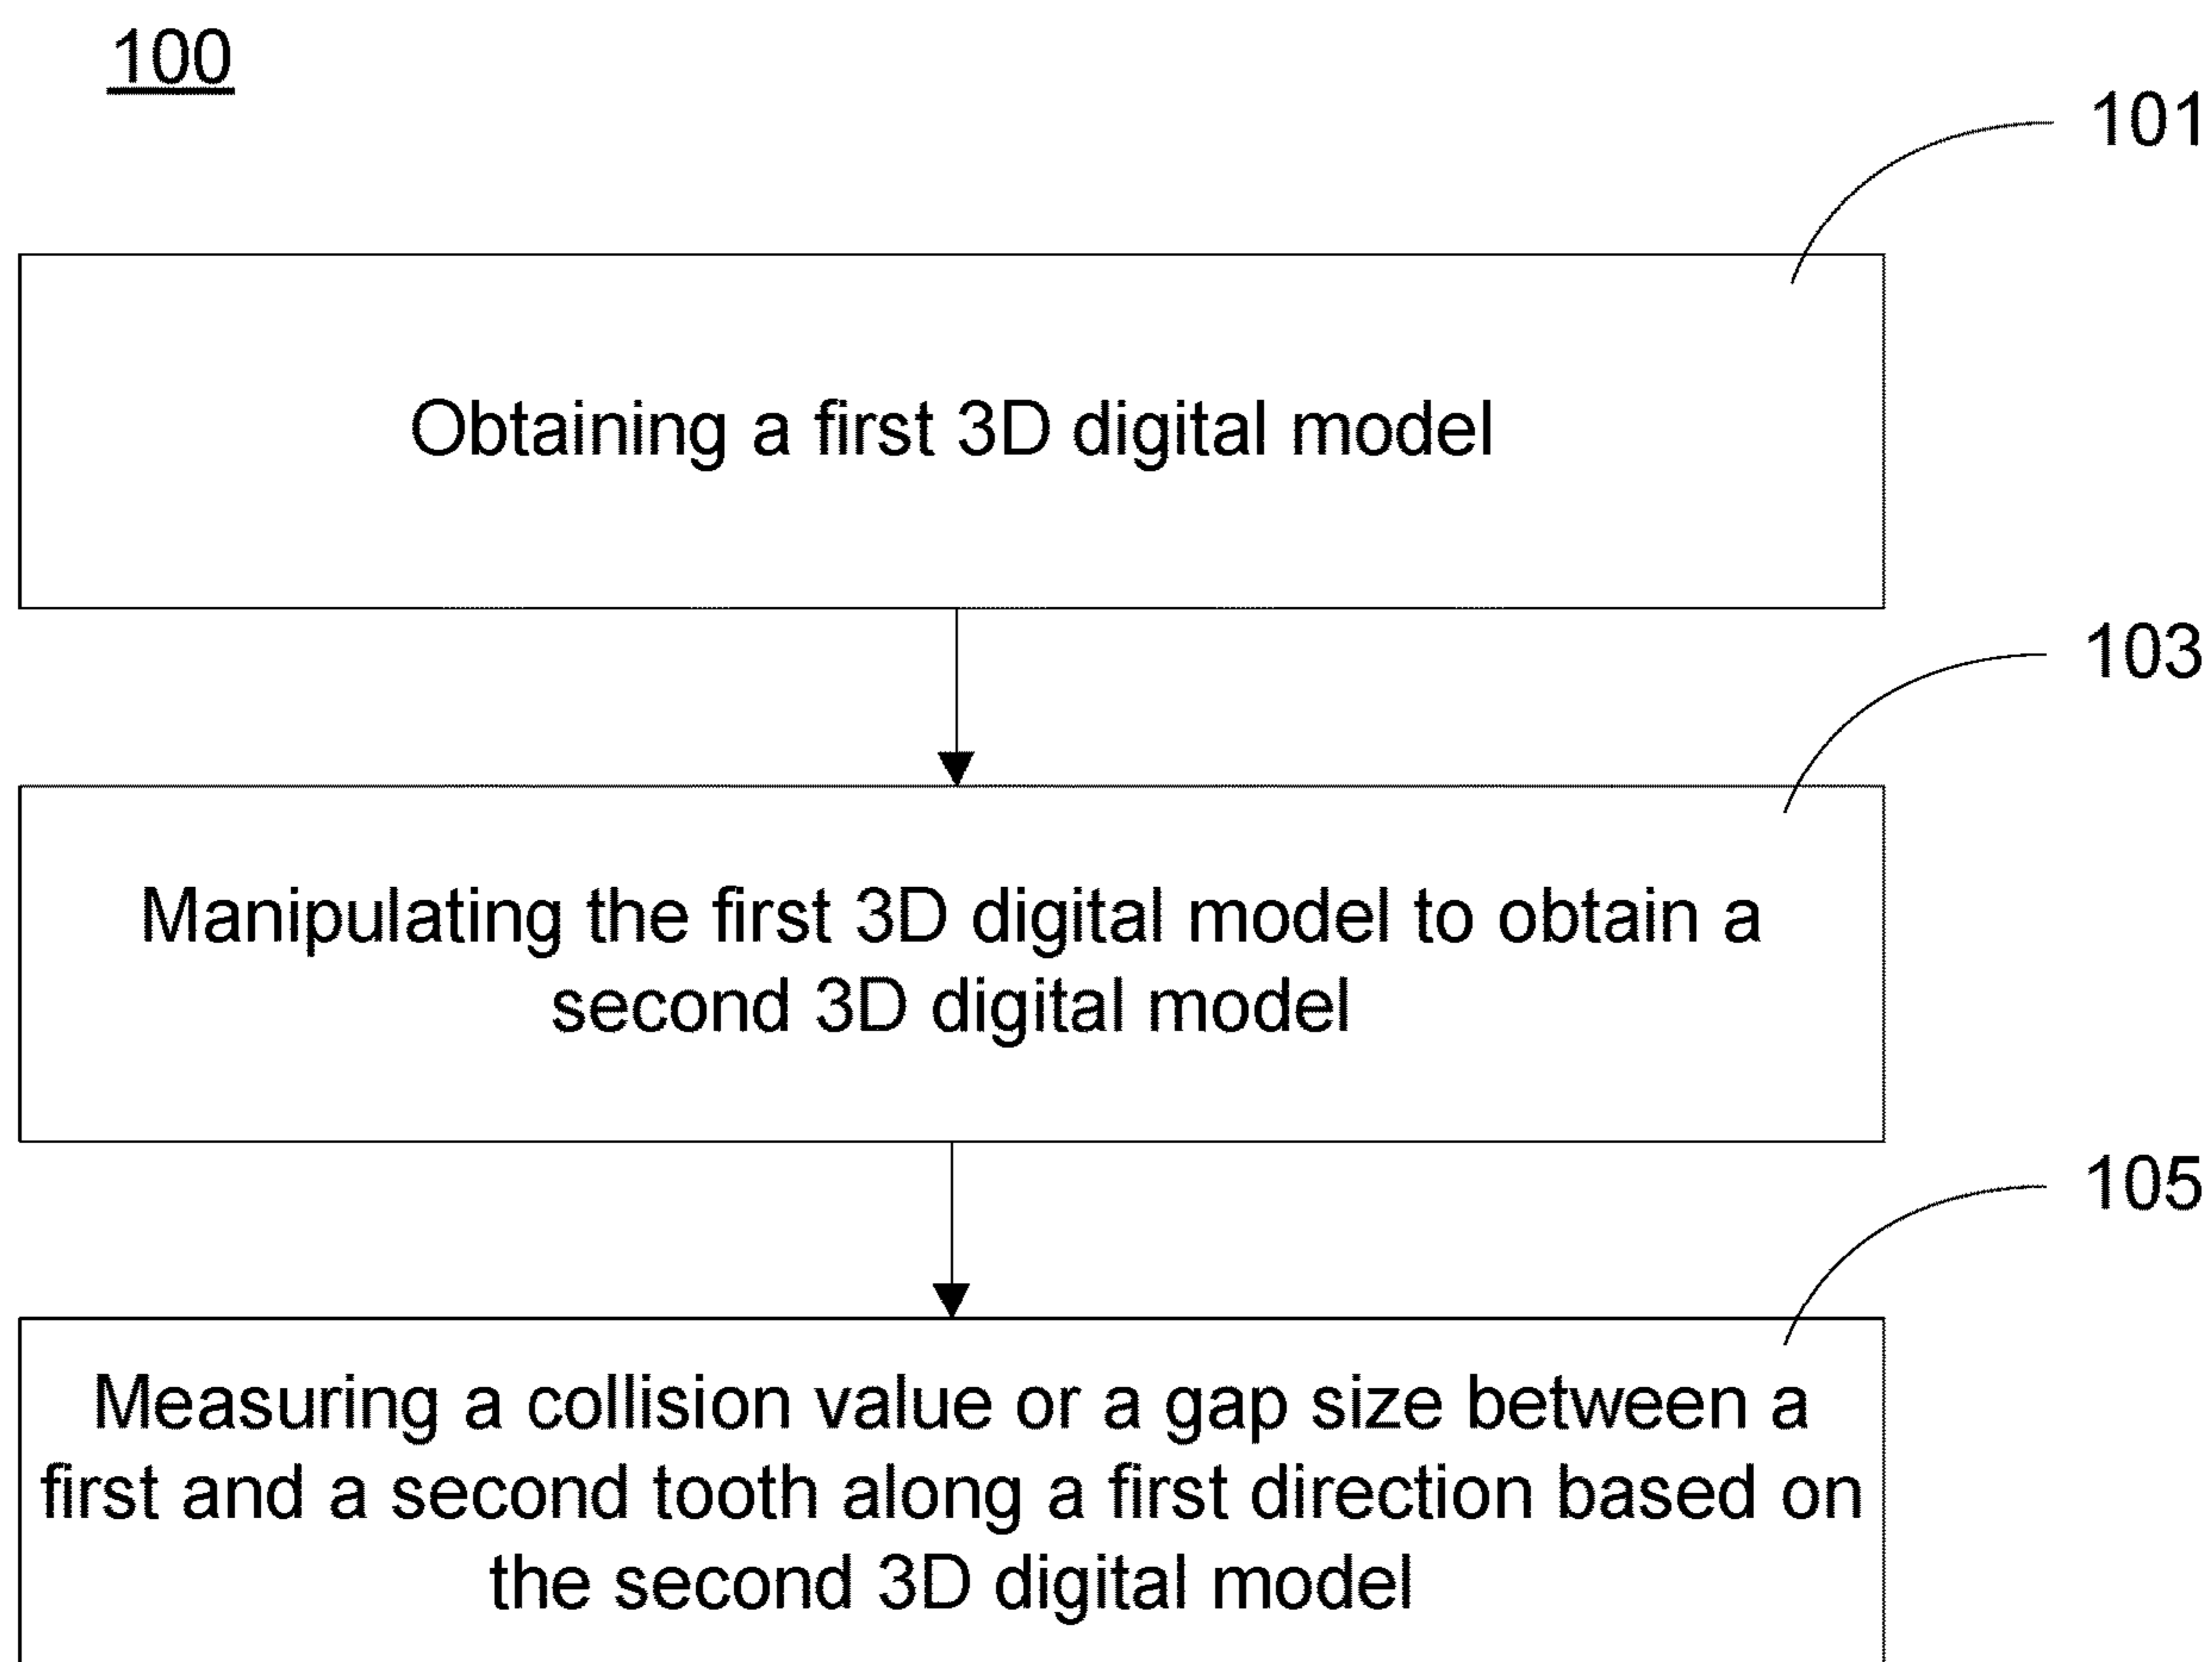 100
101
Obtaining a first 3D digital model
103
Manipulating the first 3D digital model to obtain a
second 3D digital model
105
Measuring a collision value or a gap size between a
first and a second tooth along a first direction based on
the second 3D digital model